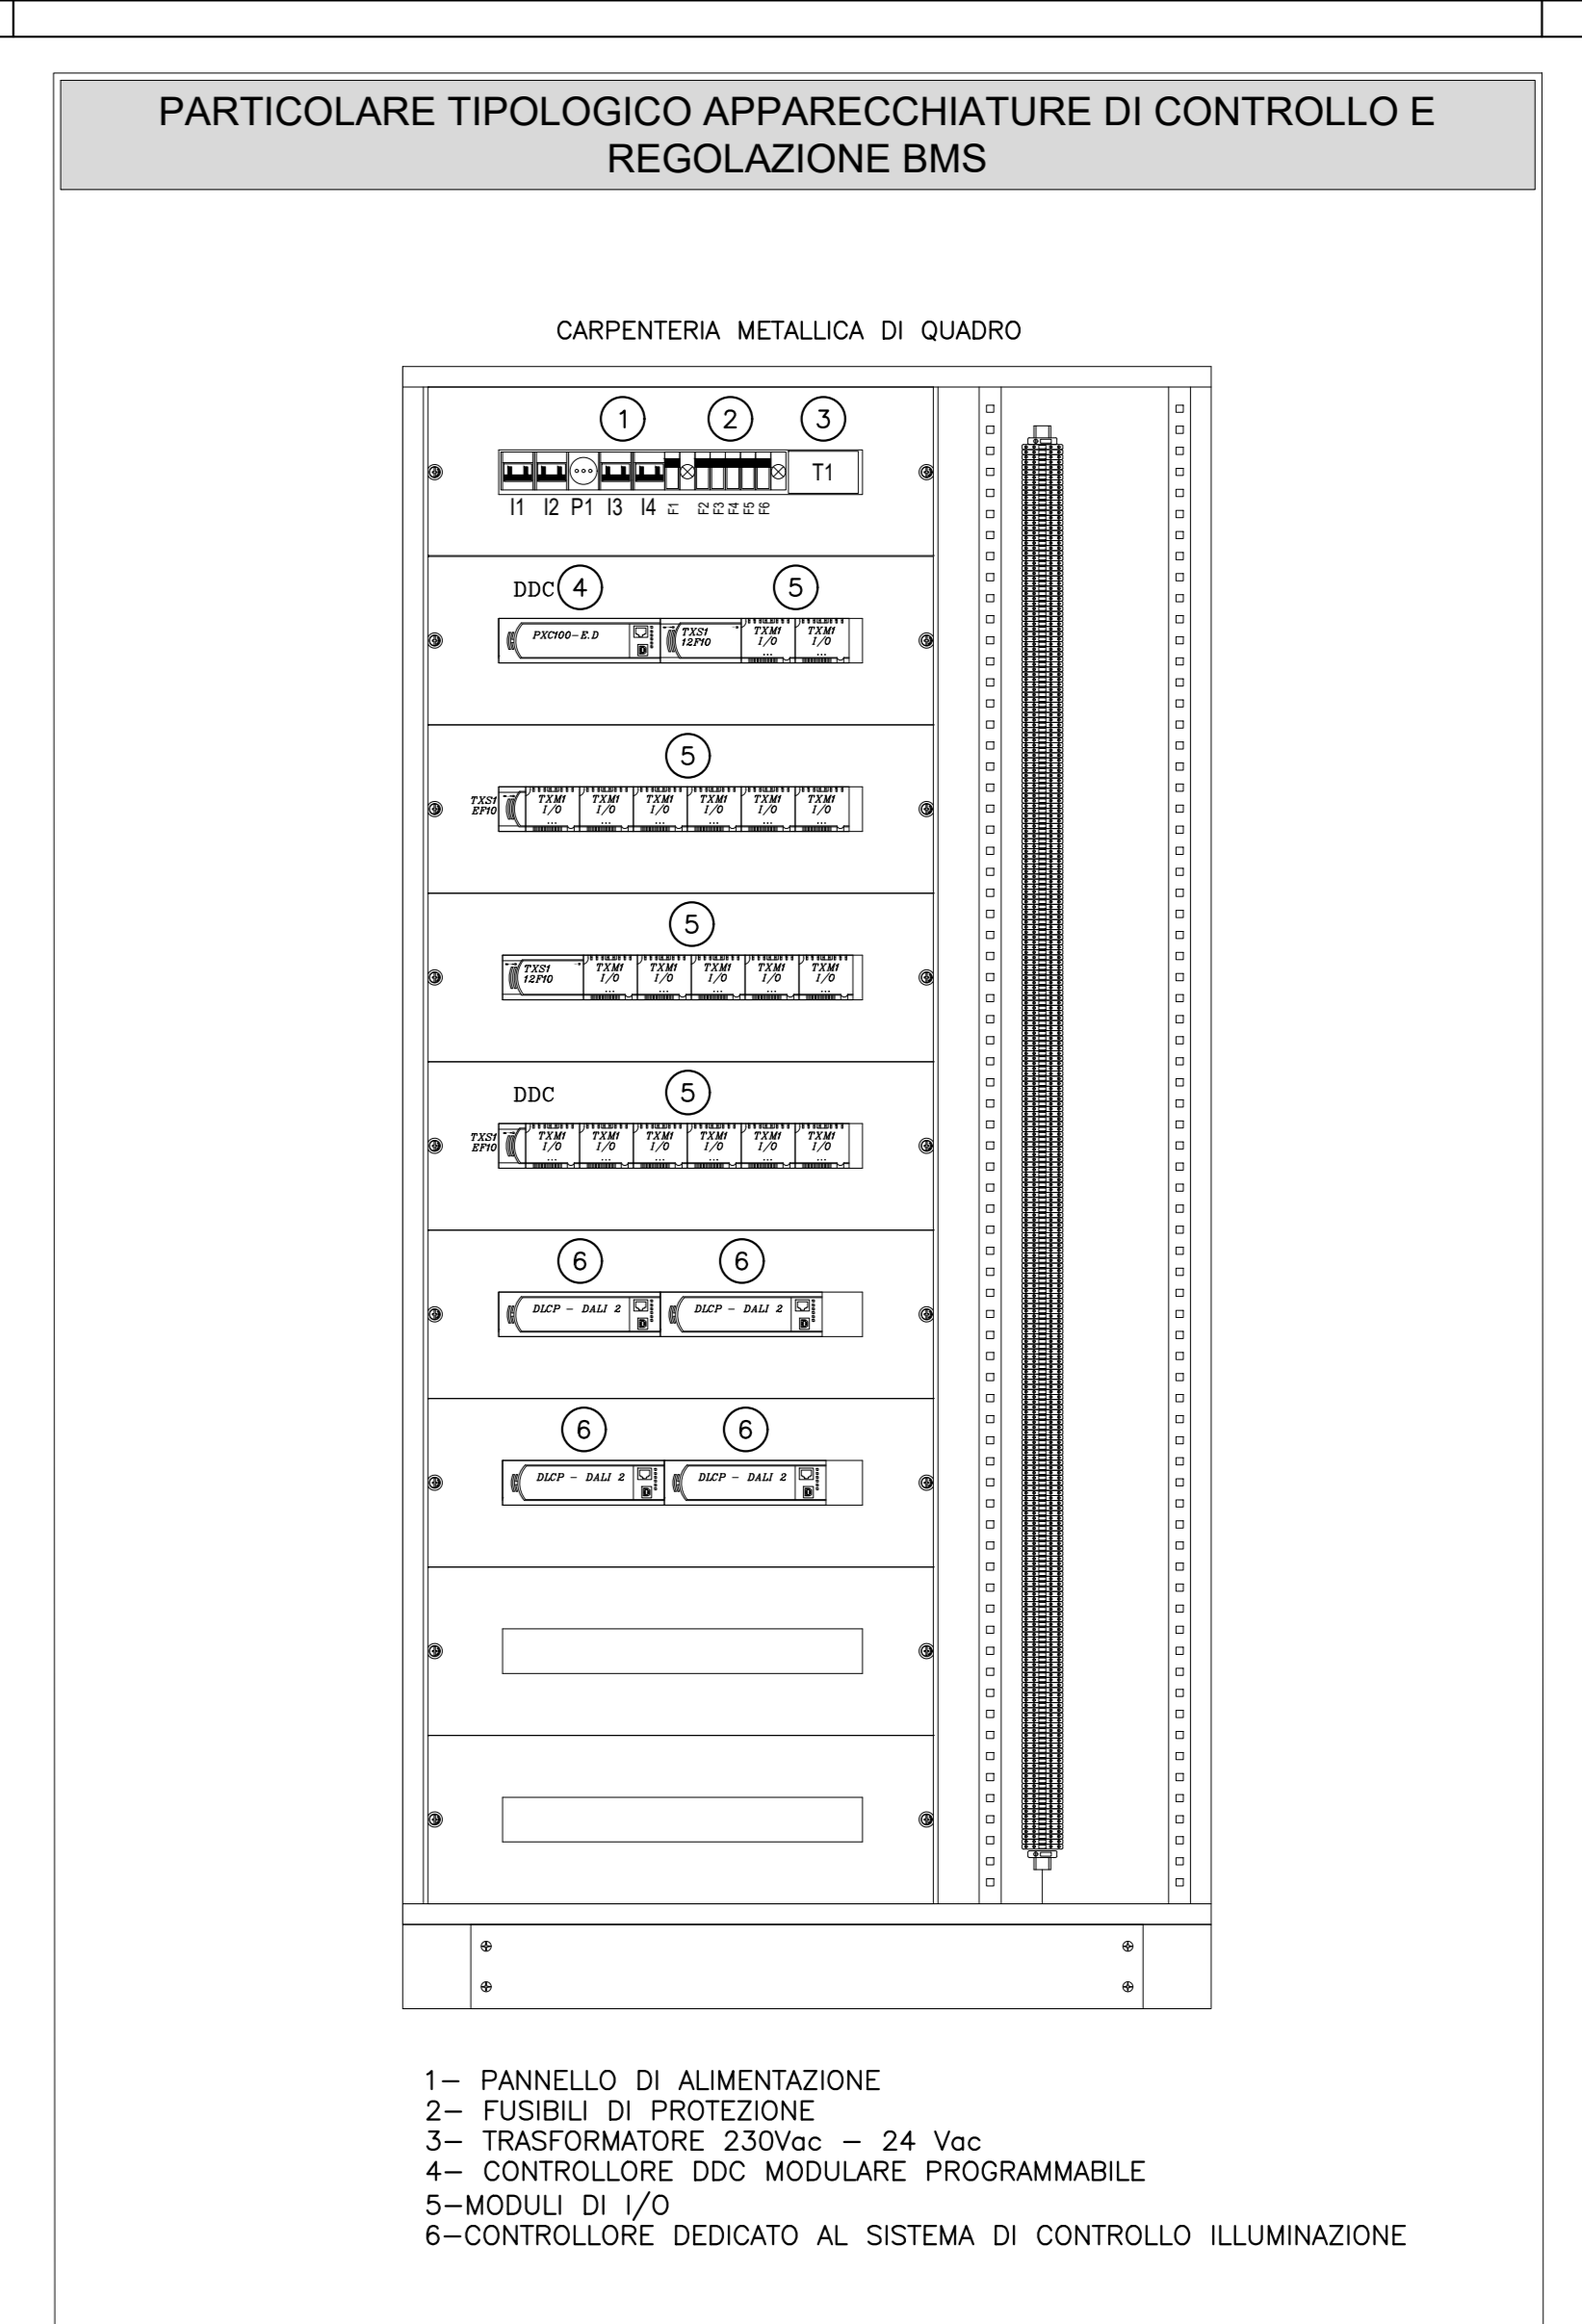 PARTICOLARE TIPOLOGICO APPARECCHIATURE DI CONTROLLO E
REGOLAZIONE BMS
CARPENTERIA METALLICA DI QUADRO
1 2 3
T1
I1 I2 P1 I3 I4 F1 F2 F3 F4 F5 F6
DDC 4 5
PXC100-E.D TXS1 TXM1 TXM1
12F10 I/O I/O
... ...
5
TXS1 TXM1 TXM1 TXM1 TXM1 TXM1 TXM1
EF10 I/O I/O I/O I/O I/O I/O
... ... ... ... ... ...
5
TXS1 TXM1 TXM1 TXM1 TXM1 TXM1
12F10 I/O I/O I/O I/O I/O
... ... ... ... ...
DDC 5
TXS1 TXM1 TXM1 TXM1 TXM1 TXM1 TXM1
EF10 I/O I/O I/O I/O I/O I/O
... ... ... ... ... ...
6 6
DLCP - DALI 2 DLCP - DALI 2
6 6
DLCP - DALI 2 DLCP - DALI 2
1- PANNELLO DI ALIMENTAZIONE
2- FUSIBILI DI PROTEZIONE
3- TRASFORMATORE 230Vac - 24 Vac
4- CONTROLLORE DDC MODULARE PROGRAMMABILE
5-MODULI DI I/O
6-CONTROLLORE DEDICATO AL SISTEMA DI CONTROLLO ILLUMINAZIONE